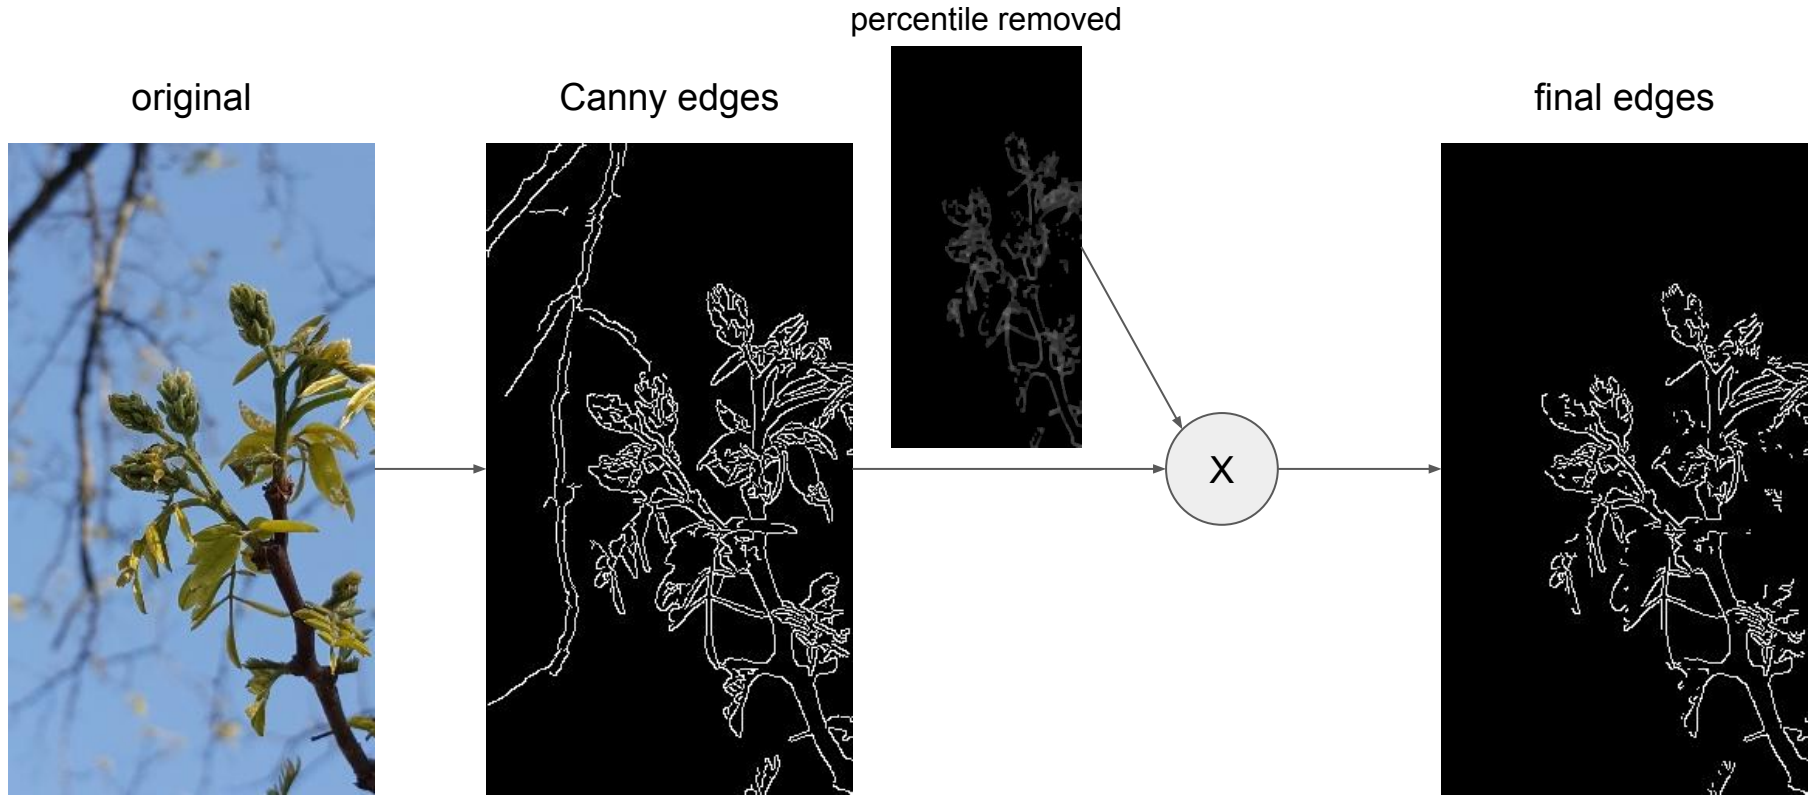 percentile removed
original
Canny edges
final edges
X